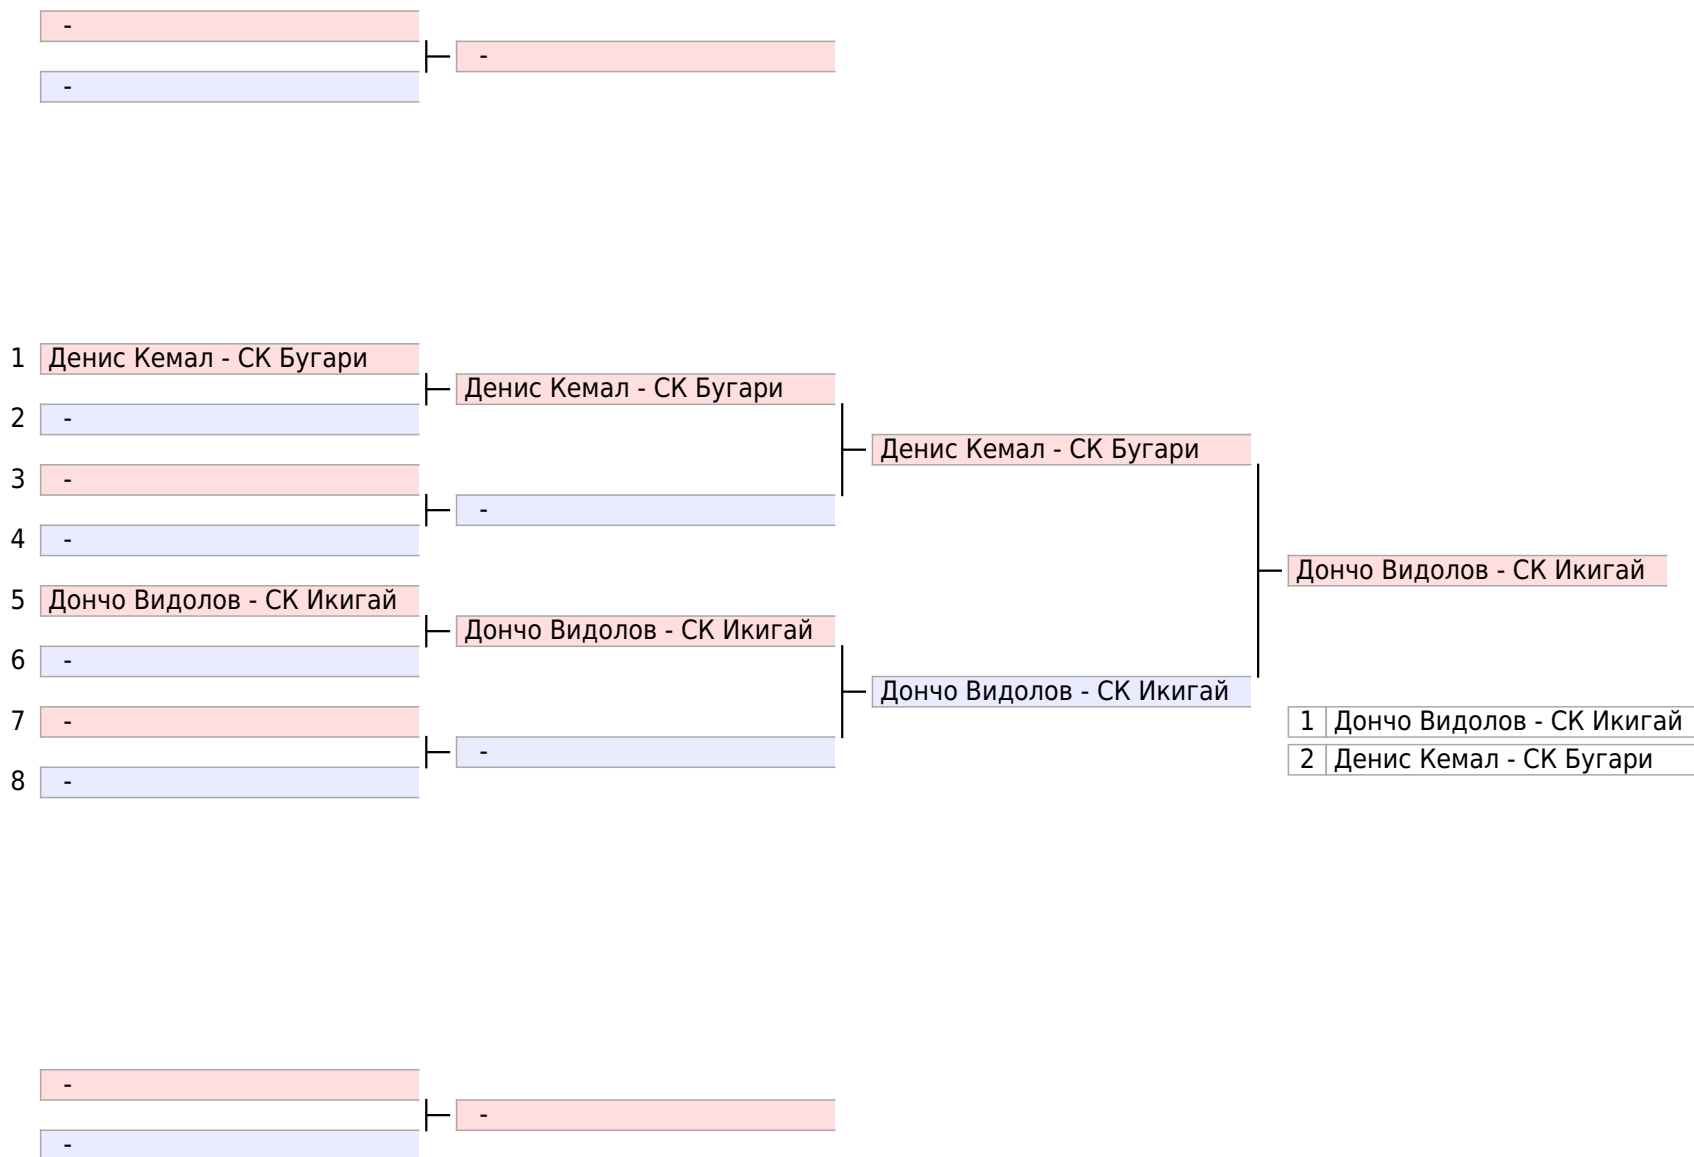 -
-
-
1 Денис Кемал - СК Бугари
Денис Кемал - СК Бугари
2 -
Денис Кемал - СК Бугари
3 -
-
4 -
Дончо Видолов - СК Икигай
5 Дончо Видолов - СК Икигай
Дончо Видолов - СК Икигай
6 -
Дончо Видолов - СК Икигай
7 -
1 Дончо Видолов - СК Икигай
-
2 Денис Кемал - СК Бугари
8 -
-
-
-